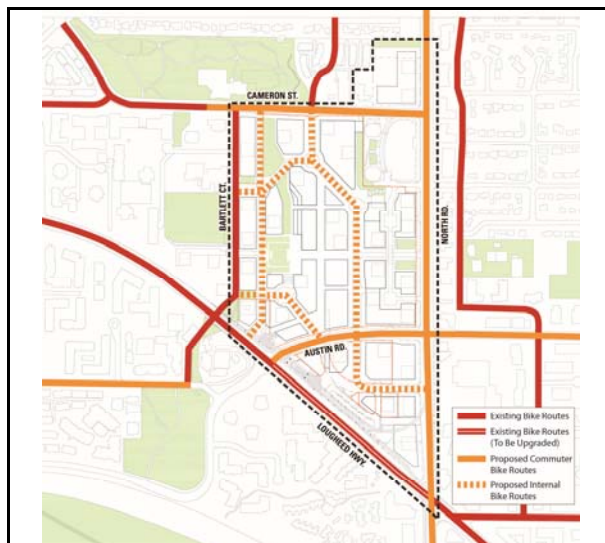 CAMERON ST.
BARTLETT CT.
NORTH RD.
AUSTIN RD.
LOUGHEED HWY.
Existing Bike Routes
Existing Bike Routes
(To Be Upgraded)
Proposed Commuter
Bike Routes
Proposed Internal
Bike Routes